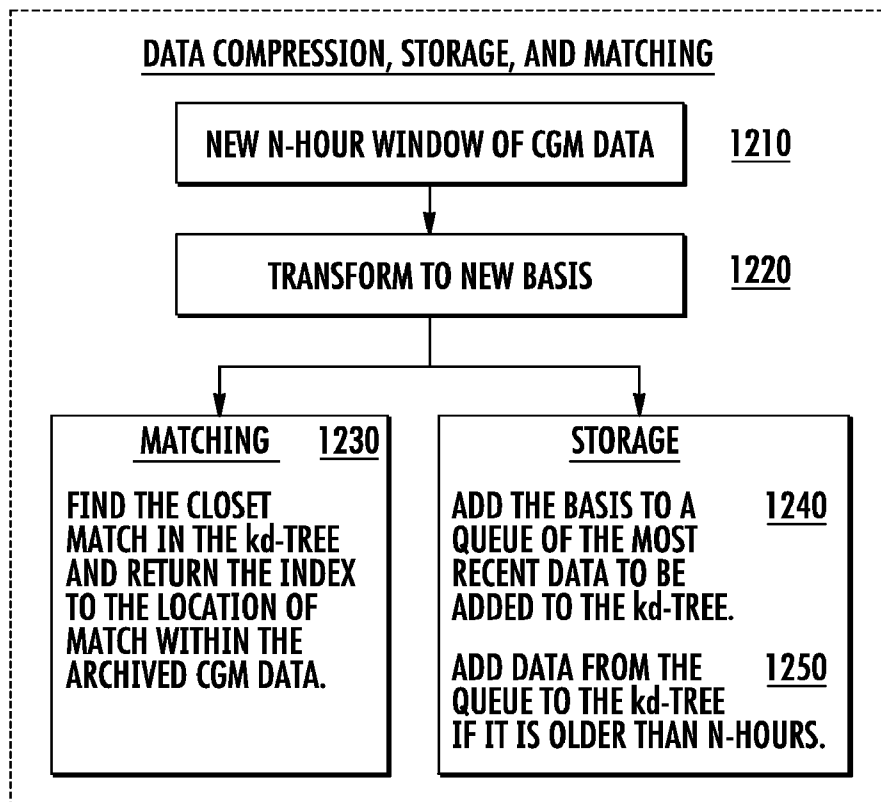 DATA COMPRESSION, STORAGE, AND MATCHING
NEW N-HOUR WINDOW OF CGM DATA
1210
TRANSFORM TO NEW BASIS
1220
MATCHING 1230
FIND THE CLOSET
MATCH IN THE kd-TREE
AND RETURN THE INDEX
TO THE LOCATION OF
MATCH WITHIN THE
ARCHIVED CGM DATA.
STORAGE
ADD THE BASIS TO A 1240
QUEUE OF THE MOST
RECENT DATA TO BE
ADDED TO THE kd-TREE.
ADD DATA FROM THE 1250
QUEUE TO THE kd-TREE
IF IT IS OLDER THAN N-HOURS.